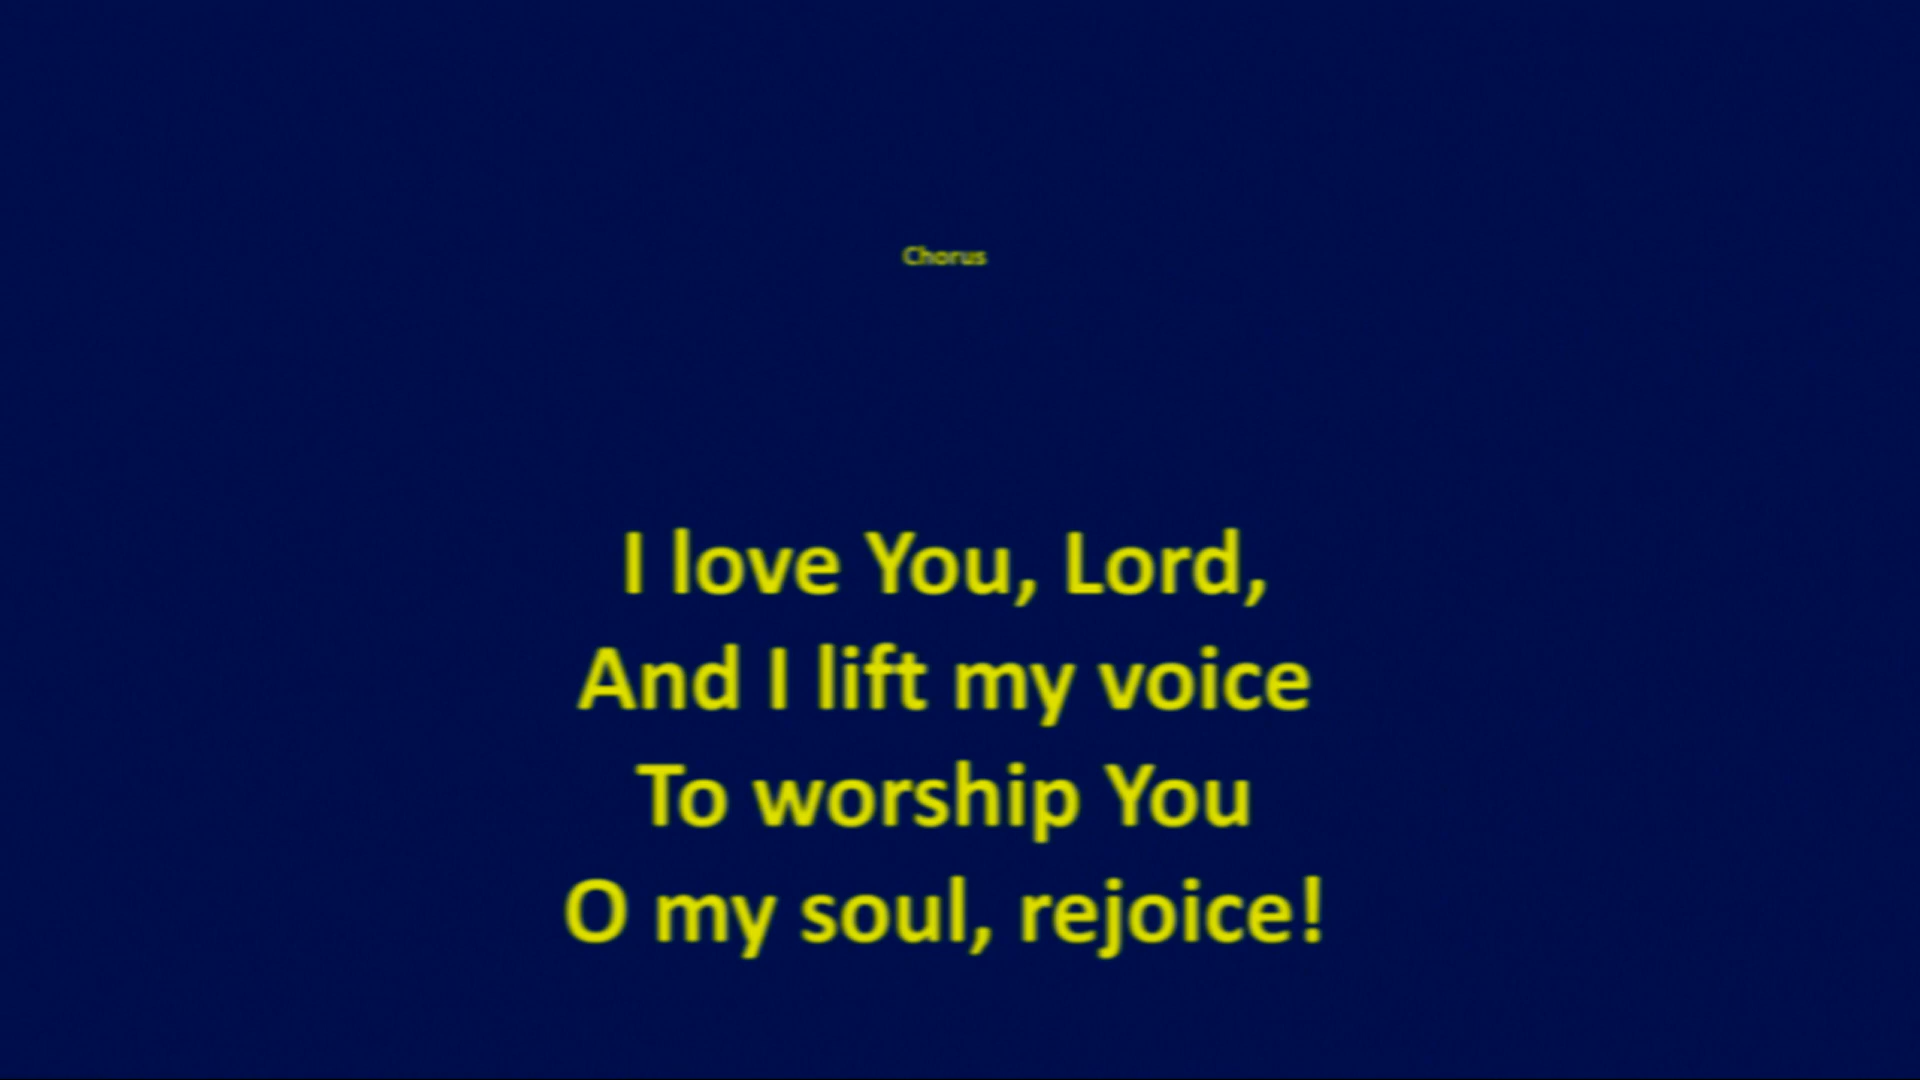 Chorus
I love You, Lord,
And I lift my voice
To worship You
O my soul, rejoice!